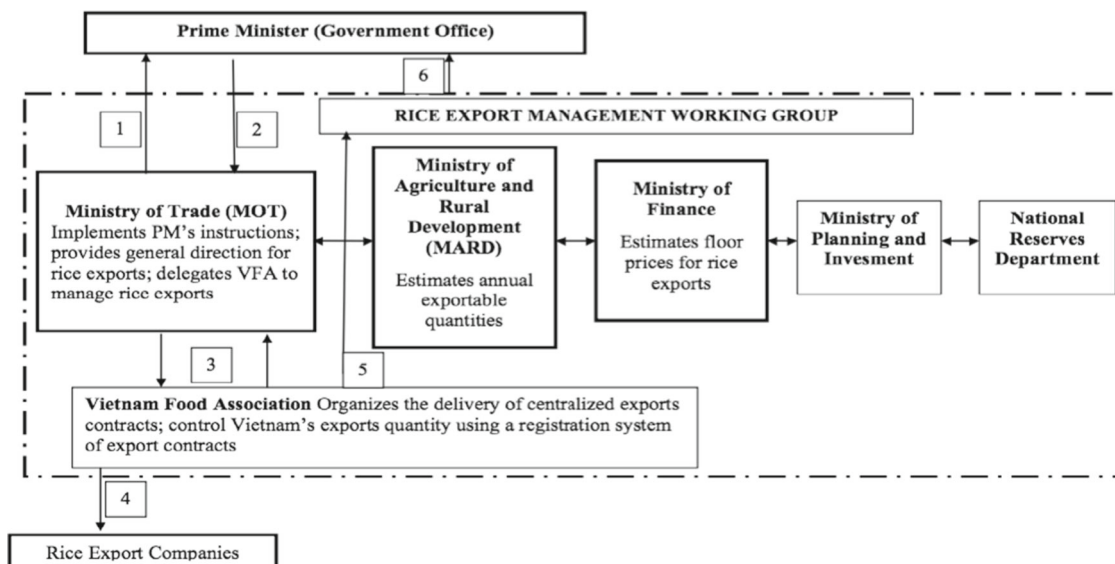 Prime Minister (Government Office)
6
RICE EXPORT MANAGEMENT WORKING GROUP
1
2
Ministry of Trade (MOT)
Implements PM's instructions;
provides general direction for
rice exports; delegates VFA to
manage rice exports
Ministry of
Agriculture and
Rural
Development
(MARD)
Estimates annual
exportable
quantities
Ministry of
Finance
Estimates floor
prices for rice
exports
Ministry of
Planning and
Invesment
National
Reserves
Department
3
5
Vietnam Food Association Organizes the delivery of centralized exports
contracts; control Vietnam's exports quantity using a registration system
of export contracts
4
Rice Export Companies